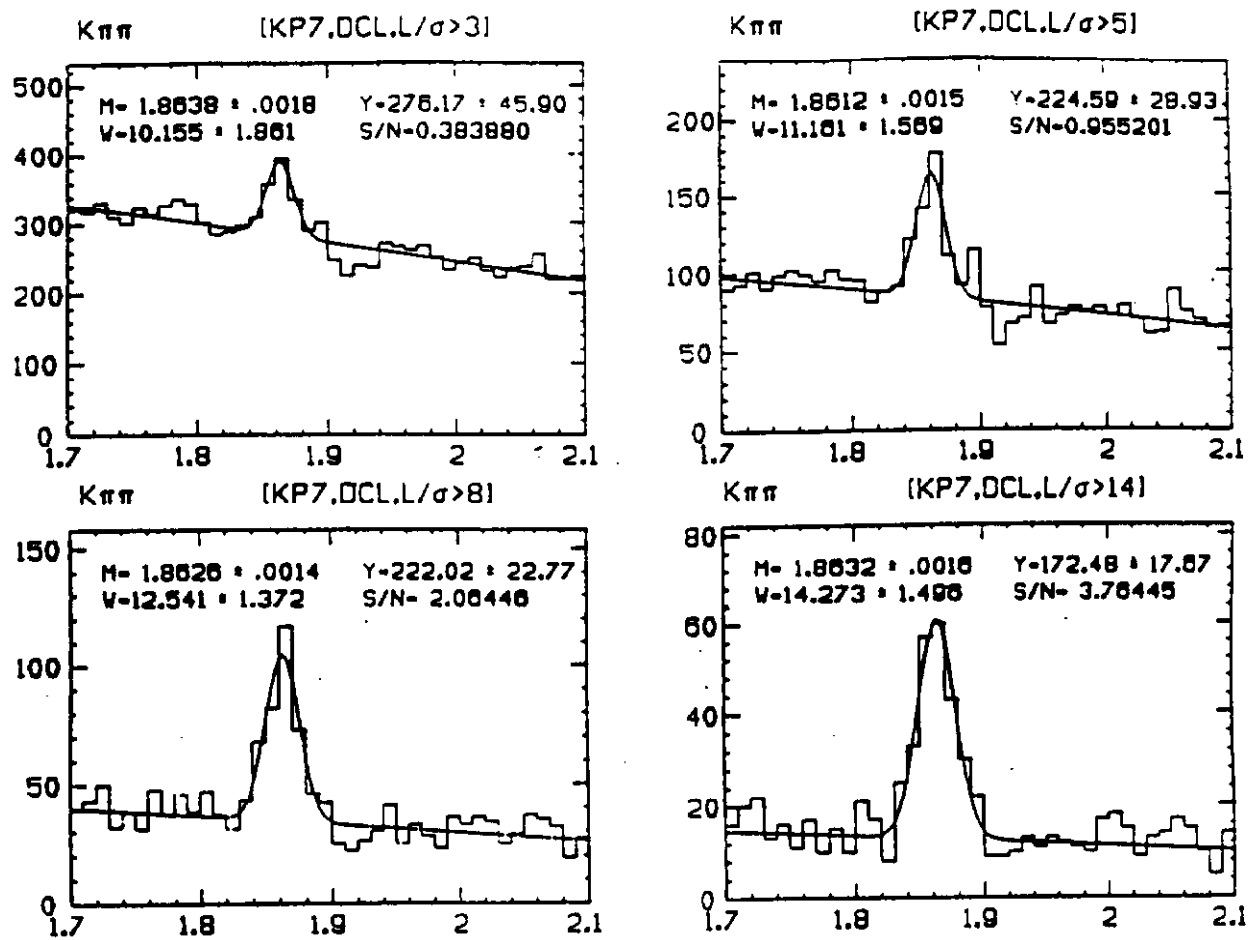 Kππ [KP7,DCL,L/σ>3]
M= 1.8638 ± .0018 Y=276.17 ± 45.90
W=10.155 ± 1.861 S/N=0.383880
500
400
300
200
100
0
1.7 1.8 1.9 2 2.1
Kππ [KP7,DCL,L/σ>5]
M= 1.8612 ± .0015 Y=224.59 ± 28.93
W=11.161 ± 1.569 S/N=0.955201
200
150
100
50
0
1.7 1.8 1.9 2 2.1
Kππ [KP7,DCL,L/σ>8]
M= 1.8626 ± .0014 Y=222.02 ± 22.77
W=12.541 ± 1.372 S/N= 2.06446
150
100
50
0
1.7 1.8 1.9 2 2.1
Kππ [KP7,DCL,L/σ>14]
M= 1.8632 ± .0016 Y=172.48 ± 17.67
W=14.273 ± 1.496 S/N= 3.76445
80
60
40
20
0
1.7 1.8 1.9 2 2.1